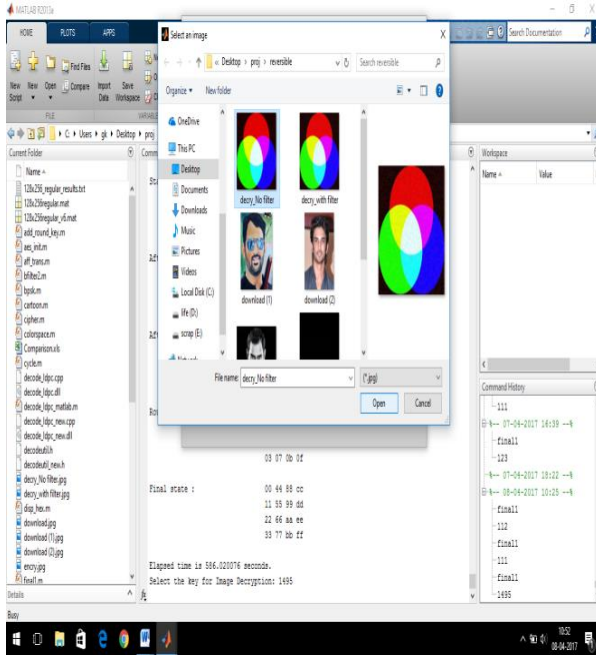 MATLAB R2013a
HOME PLOTS APPS
Search Documentation
New Script
New
Open
Find Files
Compare
Import Data
Save Workspace
FILE
VARIABLE
C: Users gk Desktop proj
Current Folder
Name
128x256_regular_results.txt
128x256regular.mat
128x256regular_v6.mat
add_round_key.m
aes_init.m
aff_trans.m
bfilter2.m
bpsk.m
cartoon.m
cipher.m
colorspace.m
Comparison.xls
cycle.m
decode_ldpc.cpp
decode_ldpc.dll
decode_ldpc_matlab.m
decode_ldpc_new.cpp
decode_ldpc_new.dll
decodeutil.h
decodeutil_new.h
decry_No filter.jpg
decry_with filter.jpg
disp_hex.m
download.jpg
download (1).jpg
download (2).jpg
encry.jpg
final1.m
Details
Busy
Select an image
« Desktop › proj › reversible
Search reversible
Organize
New folder
OneDrive
This PC
Desktop
Documents
Downloads
Music
Pictures
Videos
Local Disk (C:)
life (D:)
scrap (E:)
Network
decry_No filter
decry_with filter
download (1)
download (2)
File name: decry_No filter
(*.jpg)
Open
Cancel
03 07 0b 0f
Final state : 00 44 88 cc
11 55 99 dd
22 66 aa ee
33 77 bb ff
Elapsed time is 586.020076 seconds.
Select the key for Image Decryption: 1495
Workspace
Name Value
Command History
111
%-- 07-04-2017 16:39 --%
final1
123
%-- 07-04-2017 18:22 --%
%-- 08-04-2017 10:25 --%
final1
112
final1
111
final1
1495
10:52
08-04-2017